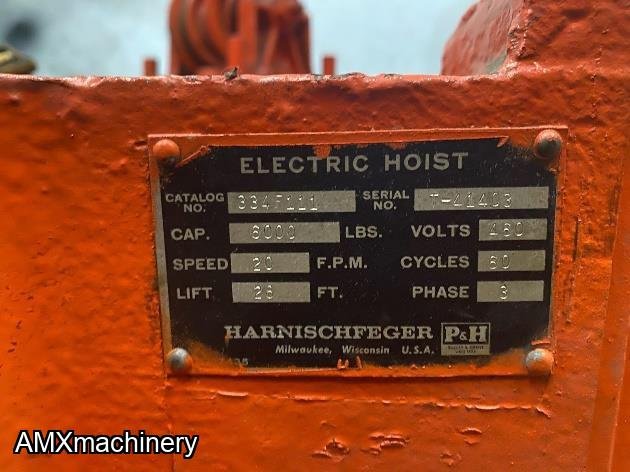 ELECTRIC HOIST
CATALOG NO. 334F111 SERIAL NO. T-41403
CAP. 6000 LBS. VOLTS 460
SPEED 20 F.P.M. CYCLES 60
LIFT 26 FT. PHASE 3
HARNISCHFEGER P&H
Milwaukee, Wisconsin U.S.A.
AMXmachinery